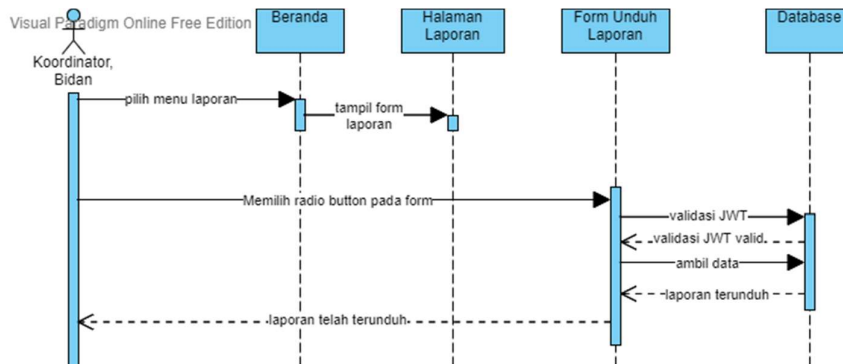 Visual Paradigm Online Free Edition
Koordinator,
Bidan
Beranda
Halaman
Laporan
Form Unduh
Laporan
Database
pilih menu laporan
tampil form
laporan
Memilih radio button pada form
validasi JWT
validasi JWT valid
ambil data
laporan terunduh
laporan telah terunduh